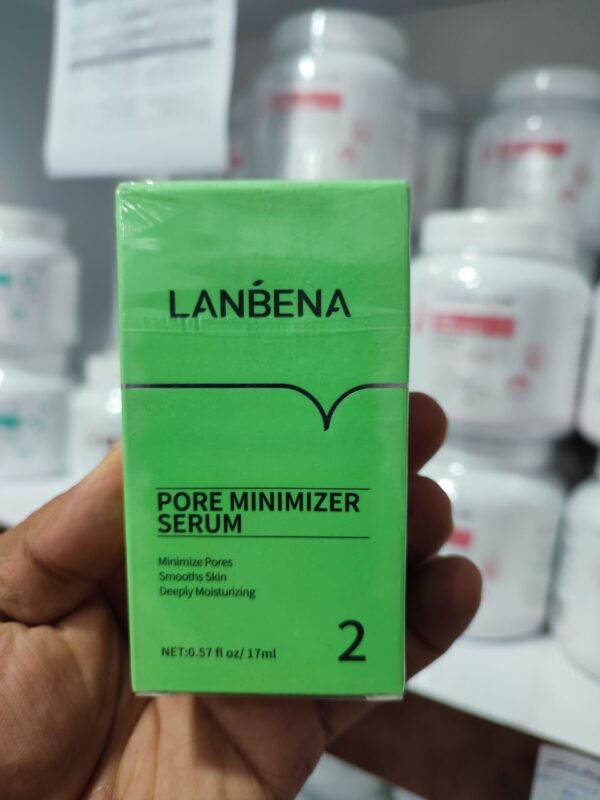 LANBENA
PORE MINIMIZER
SERUM
Minimize Pores
Smooths Skin
Deeply Moisturizing
NET:0.57 fl oz/ 17ml
2